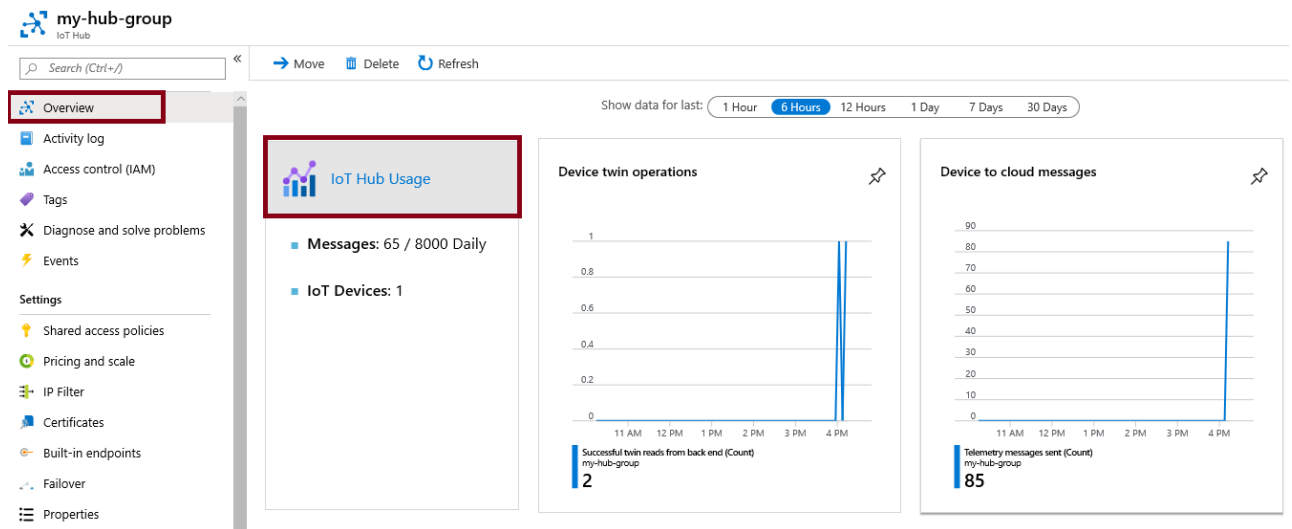 my-hub-group
IoT Hub
Search (Ctrl+/)
«
Overview
Activity log
Access control (IAM)
Tags
Diagnose and solve problems
Events
Settings
Shared access policies
Pricing and scale
IP Filter
Certificates
Built-in endpoints
Failover
Properties
Move Delete Refresh
Show data for last: 1 Hour 6 Hours 12 Hours 1 Day 7 Days 30 Days
IoT Hub Usage
Messages: 65 / 8000 Daily
IoT Devices: 1
Device twin operations
1
0.8
0.6
0.4
0.2
0
11 AM 12 PM 1 PM 2 PM 3 PM 4 PM
Successful twin reads from back end (Count)
my-hub-group
2
Device to cloud messages
90
80
70
60
50
40
30
20
10
0
11 AM 12 PM 1 PM 2 PM 3 PM 4 PM
Telemetry messages sent (Count)
my-hub-group
85